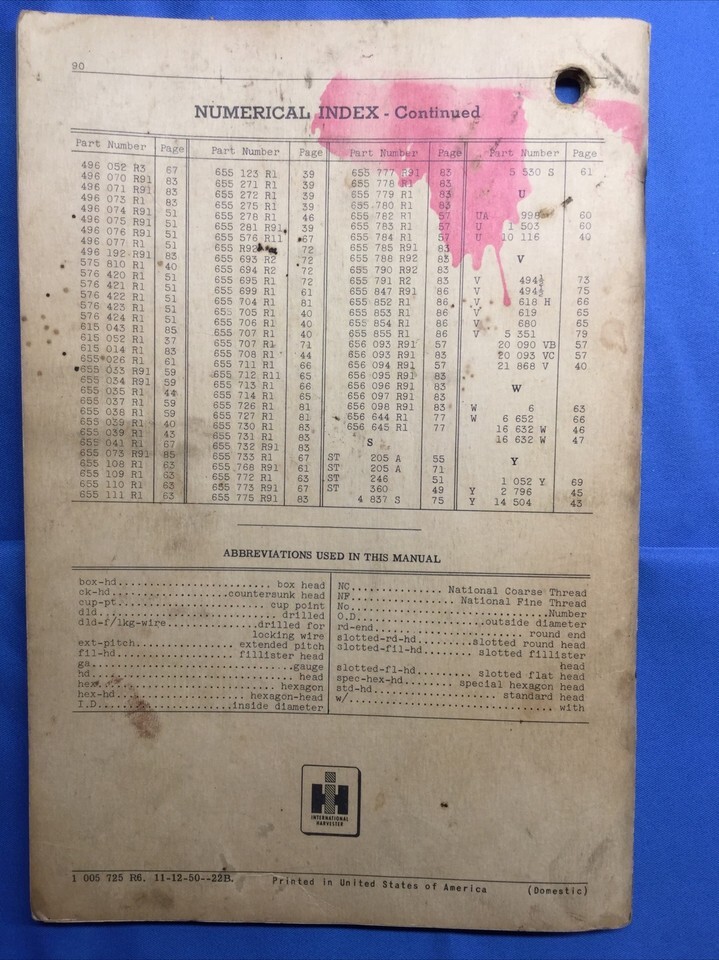 90
NUMERICAL INDEX - Continued
Part Number Page
496 052 R3 67
496 070 R91 83
496 071 R91 83
496 073 R1 83
496 074 R91 51
496 075 R91 51
496 076 R91 51
496 077 R1 51
496 192 R91 83
575 810 R1 40
576 420 R1 51
576 421 R1 51
576 422 R1 51
576 423 R1 51
576 424 R1 51
615 043 R1 85
615 052 R1 37
615 014 R1 83
655 026 R1 61
655 033 R91 59
655 034 R91 59
655 035 R1 44
655 037 R1 59
655 038 R1 59
655 039 R1 40
655 039 R1 43
655 041 R1 67
655 073 R91 85
655 108 R1 63
655 109 R1 63
655 110 R1 63
655 111 R1 63
Part Number Page
655 123 R1 39
655 271 R1 39
655 272 R1 39
655 275 R1 39
655 278 R1 46
655 281 R91 39
655 576 R11 67
655 R92 72
655 693 R2 72
655 694 R2 72
655 695 R1 72
655 699 R1 61
655 704 R1 81
655 705 R1 40
655 706 R1 40
655 707 R1 40
655 707 R1 71
655 708 R1 44
655 711 R1 66
655 712 R11 65
655 713 R1 66
655 714 R1 65
655 726 R1 81
655 727 R1 81
655 730 R1 83
655 731 R1 83
655 732 R91 83
655 733 R1 67
655 768 R91 61
655 772 R1 63
655 773 R91 67
655 775 R91 83
Part Number Page
655 777 R91 83
655 778 R1 83
655 779 R1 83
655 780 R1 83
655 782 R1 57
655 783 R1 57
655 784 R1 57
655 785 R91 83
655 788 R92 83
655 790 R92 83
655 791 R2 83
655 847 R91 86
655 852 R1 86
655 853 R1 86
655 854 R1 86
655 855 R1 86
656 093 R91 57
656 093 R91 83
656 094 R91 57
656 095 R91 83
656 096 R91 83
656 097 R91 83
656 098 R91 83
656 644 R1 77
656 645 R1 77
S
ST 205 A 55
ST 205 A 71
ST 246 51
ST 360 49
4 837 S 75
Part Number Page
5 530 S 61
U
UA 998 60
U 1 503 60
U 10 116 40
V
V 494½ 73
V 494½ 75
V 618 H 66
V 619 65
V 680 65
V 5 351 79
20 090 VB 57
20 093 VC 57
21 868 V 40
W
W 6 63
W 6 652 66
16 632 W 46
16 632 W 47
Y
1 052 Y 69
Y 2 796 45
Y 14 504 43
ABBREVIATIONS USED IN THIS MANUAL
box-hd.............................. box head
ck-hd.....................countersunk head
cup-pt.............................. cup point
dld.................................. drilled
dld-f/lkg-wire...............drilled for
locking wire
ext-pitch................ extended pitch
fil-hd.................... fillister head
ga.....................................gauge
hd..................................... head
hex................................. hexagon
hex-hd..................... hexagon-head
I.D........................inside diameter
NC............... National Coarse Thread
NF................. National Fine Thread
No...................................Number
O.D.......................outside diameter
rd-end.......................... round end
slotted-rd-hd........slotted round head
slotted-fil-hd........ slotted fillister
head
slotted-fl-hd......... slotted flat head
spec-hex-hd....... special hexagon head
std-hd.................... standard head
w/..................................... with
IH
INTERNATIONAL
HARVESTER
1 005 725 R6. 11-12-50--22B. Printed in United States of America (Domestic)